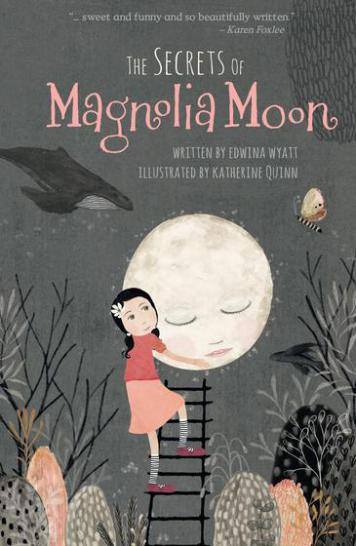 "... sweet and funny and so beautifully written"
– Karen Foxlee
THE SECRETS OF
Magnolia Moon
WRITTEN BY EDWINA WYATT
ILLUSTRATED BY KATHERINE QUINN